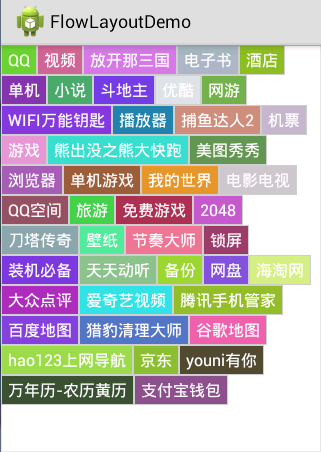 FlowLayoutDemo
QQ 视频 放开那三国 电子书 酒店
单机 小说 斗地主 优酷 网游
WIFI万能钥匙 播放器 捕鱼达人2 机票
游戏 熊出没之熊大快跑 美图秀秀
浏览器 单机游戏 我的世界 电影电视
QQ空间 旅游 免费游戏 2048
刀塔传奇 壁纸 节奏大师 锁屏
装机必备 天天动听 备份 网盘 海淘网
大众点评 爱奇艺视频 腾讯手机管家
百度地图 猎豹清理大师 谷歌地图
hao123上网导航 京东 youni有你
万年历-农历黄历 支付宝钱包